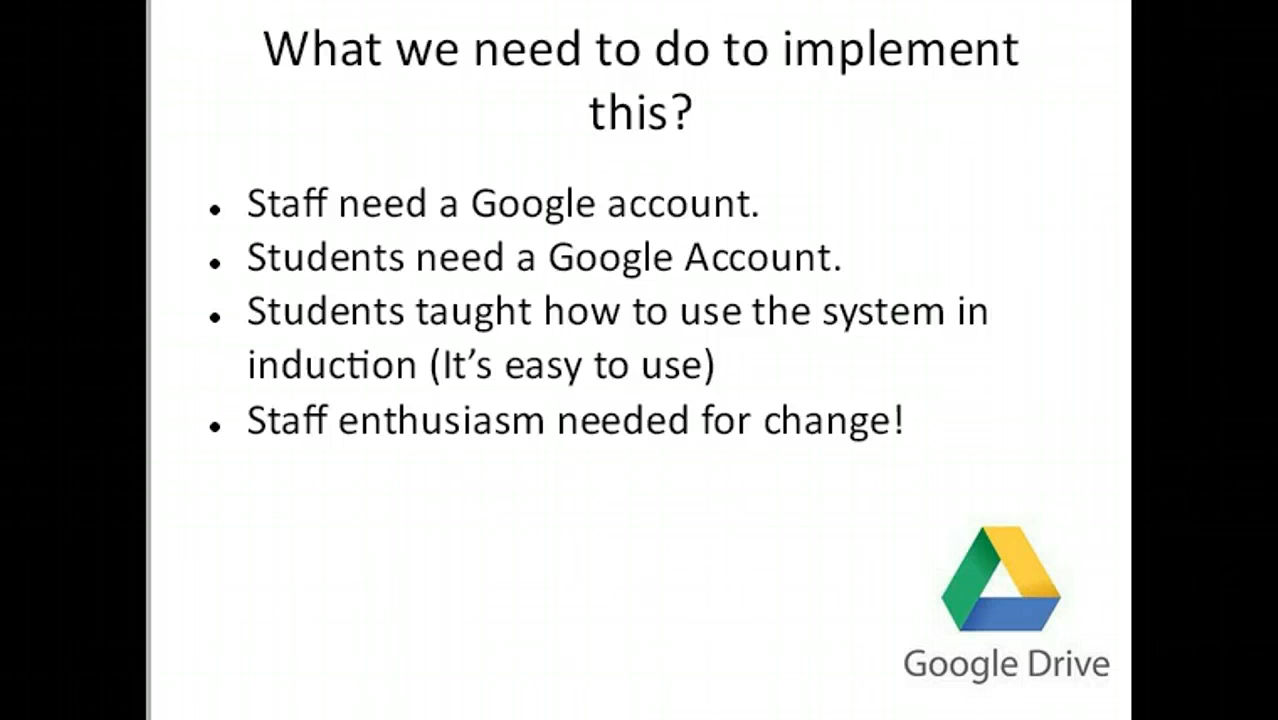 What we need to do to implement
this?
• Staff need a Google account.
• Students need a Google Account.
• Students taught how to use the system in
induction (It’s easy to use)
• Staff enthusiasm needed for change!
Google Drive